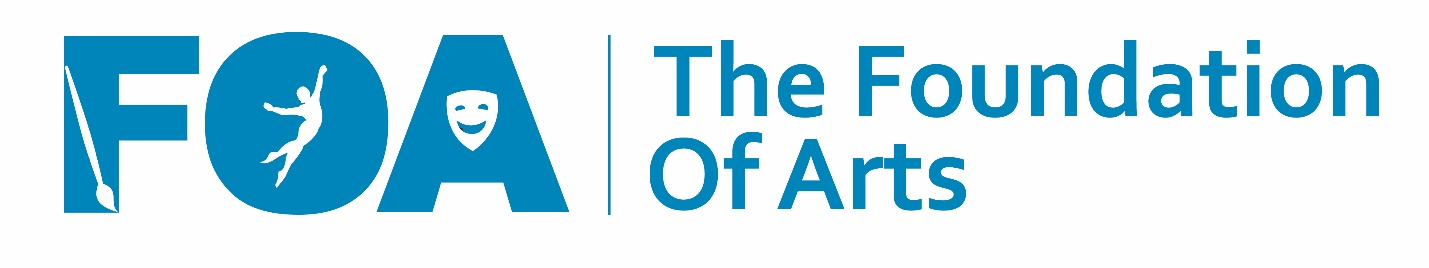 FOA
The Foundation
Of Arts